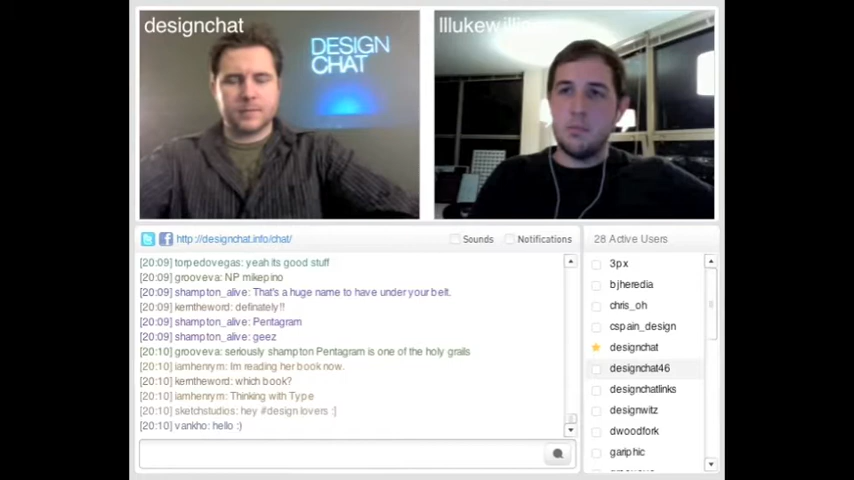 designchat
DESIGN
CHAT
lllukewilli
http://designchat.info/chat/
Sounds
Notifications
28 Active Users
[20:09] torpedovegas: yeah its good stuff
[20:09] grooveva: NP mikepino
[20:09] shampton_alive: That's a huge name to have under your belt.
[20:09] kerntheword: definately!!
[20:09] shampton_alive: Pentagram
[20:09] shampton_alive: geez
[20:10] grooveva: seriously shampton Pentagram is one of the holy grails
[20:10] iamhenrym: Im reading her book now.
[20:10] kerntheword: which book?
[20:10] iamhenrym: Thinking with Type
[20:10] sketchstudios: hey #design lovers :]
[20:10] vankho: hello :)
3px
bjheredia
chris_oh
cspain_design
designchat
designchat46
designchatlinks
designwitz
dwoodfork
gariphic